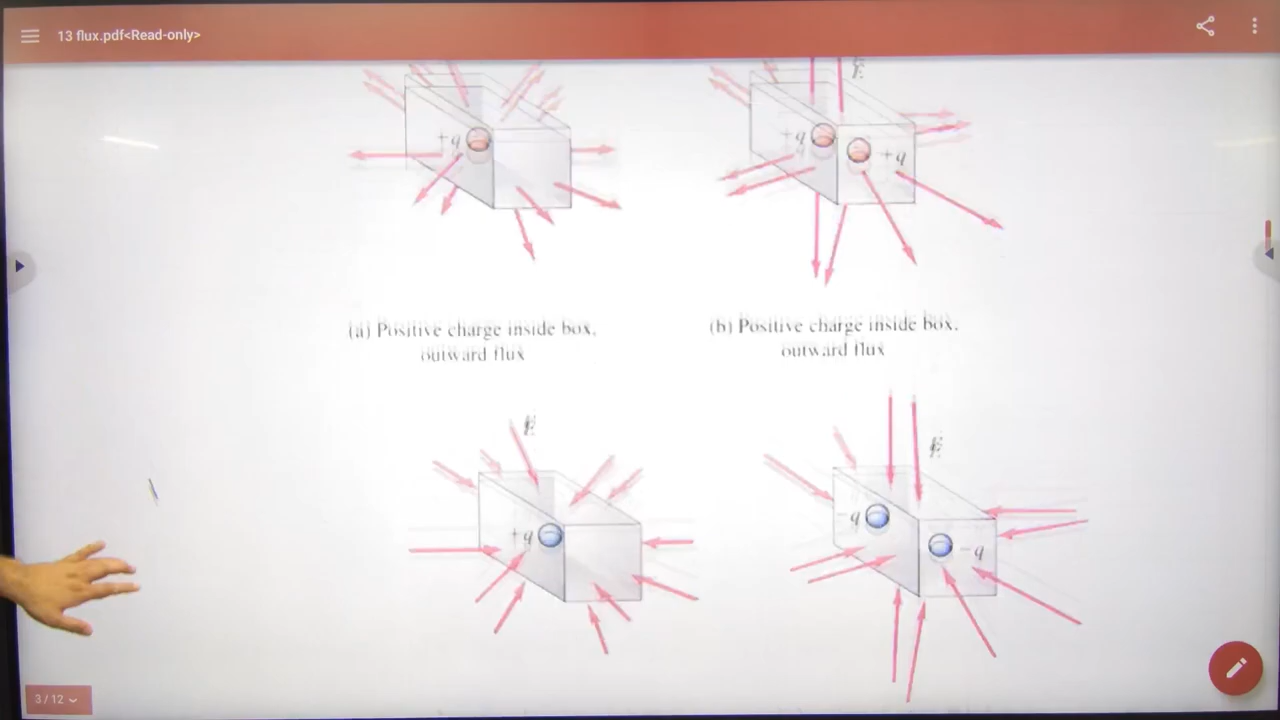 13 flux.pdf<Read-only>
E
+q
+q
+q
(a) Positive charge inside box,
outward flux
(b) Positive charge inside box,
outward flux
E
E
+q
-q
-q
3 / 12